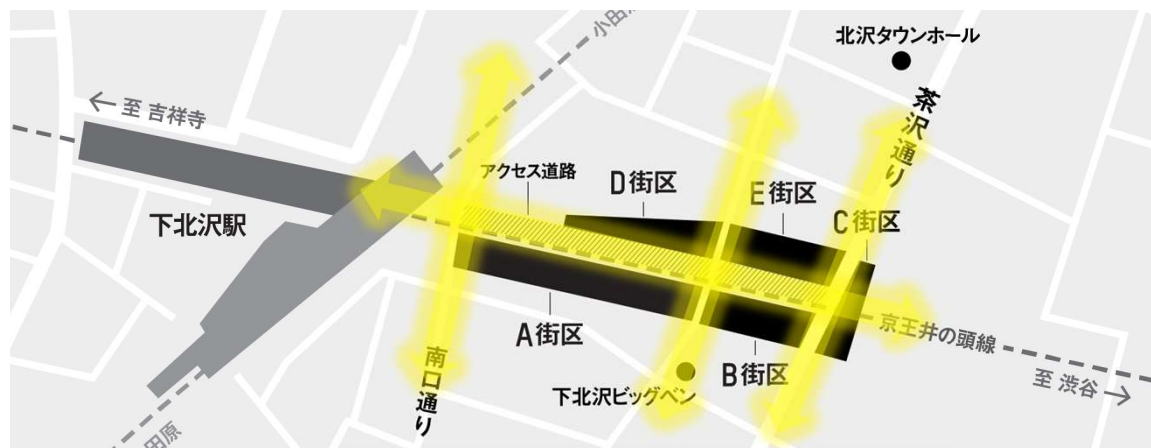 小田
北沢タウンホール
茶沢通り
← 至 吉祥寺
アクセス道路
D街区
E街区
C街区
下北沢駅
A街区
京王井の頭線
至 渋谷 →
南口通り
下北沢ビッグベン
B街区
田原